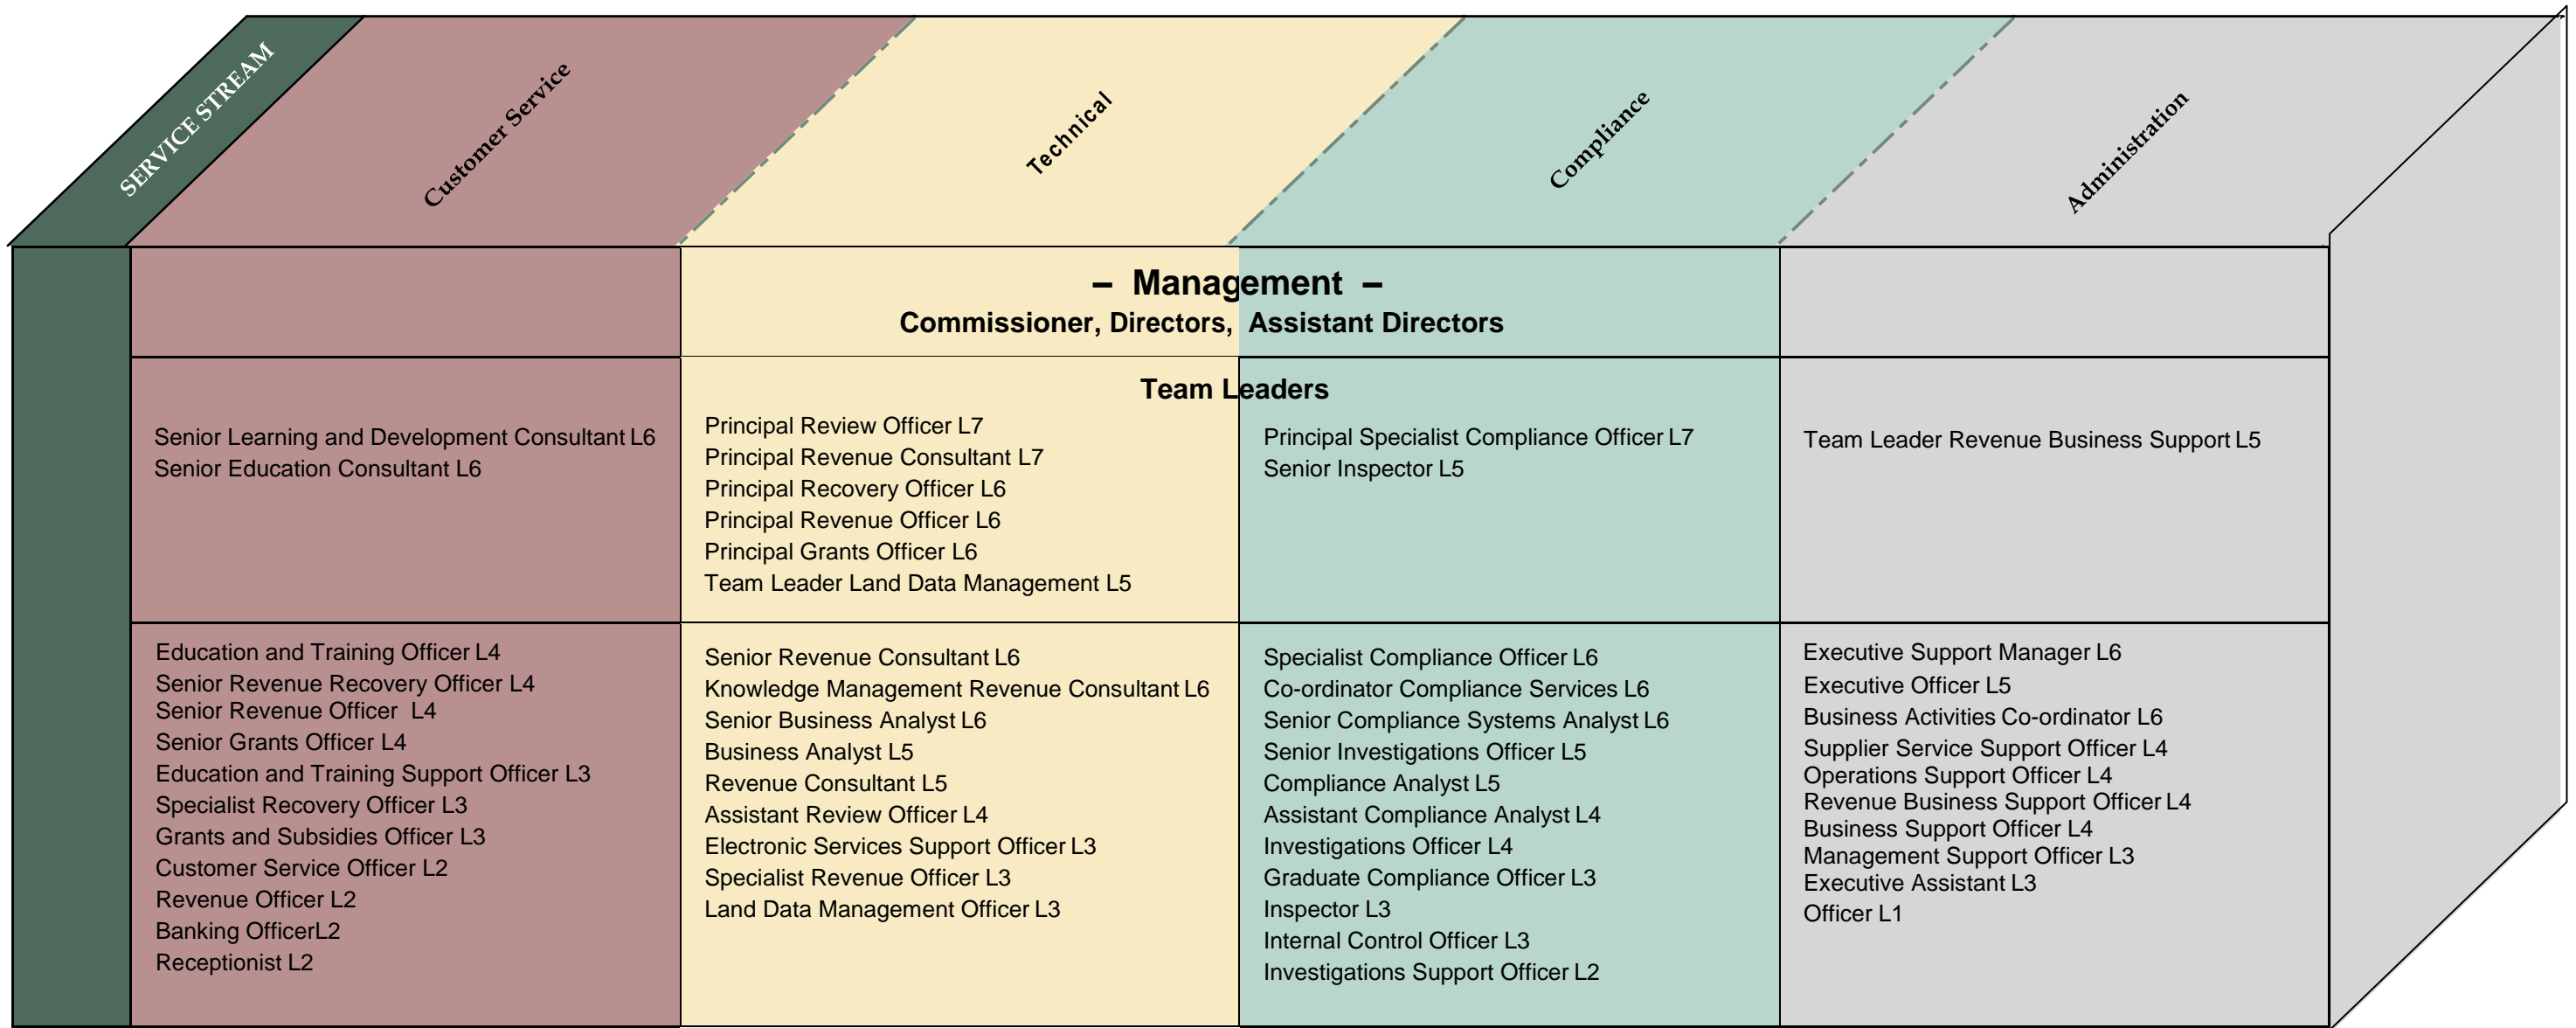 SERVICE STREAM
Customer Service
Technical
Compliance
Administration
– Management –
Commissioner, Directors, Assistant Directors
Team Leaders
Senior Learning and Development Consultant L6
Senior Education Consultant L6
Principal Review Officer L7
Principal Revenue Consultant L7
Principal Recovery Officer L6
Principal Revenue Officer L6
Principal Grants Officer L6
Team Leader Land Data Management L5
Principal Specialist Compliance Officer L7
Senior Inspector L5
Team Leader Revenue Business Support L5
Education and Training Officer L4
Senior Revenue Recovery Officer L4
Senior Revenue Officer L4
Senior Grants Officer L4
Education and Training Support Officer L3
Specialist Recovery Officer L3
Grants and Subsidies Officer L3
Customer Service Officer L2
Revenue Officer L2
Banking OfficerL2
Receptionist L2
Senior Revenue Consultant L6
Knowledge Management Revenue Consultant L6
Senior Business Analyst L6
Business Analyst L5
Revenue Consultant L5
Assistant Review Officer L4
Electronic Services Support Officer L3
Specialist Revenue Officer L3
Land Data Management Officer L3
Specialist Compliance Officer L6
Co-ordinator Compliance Services L6
Senior Compliance Systems Analyst L6
Senior Investigations Officer L5
Compliance Analyst L5
Assistant Compliance Analyst L4
Investigations Officer L4
Graduate Compliance Officer L3
Inspector L3
Internal Control Officer L3
Investigations Support Officer L2
Executive Support Manager L6
Executive Officer L5
Business Activities Co-ordinator L6
Supplier Service Support Officer L4
Operations Support Officer L4
Revenue Business Support Officer L4
Business Support Officer L4
Management Support Officer L3
Executive Assistant L3
Officer L1